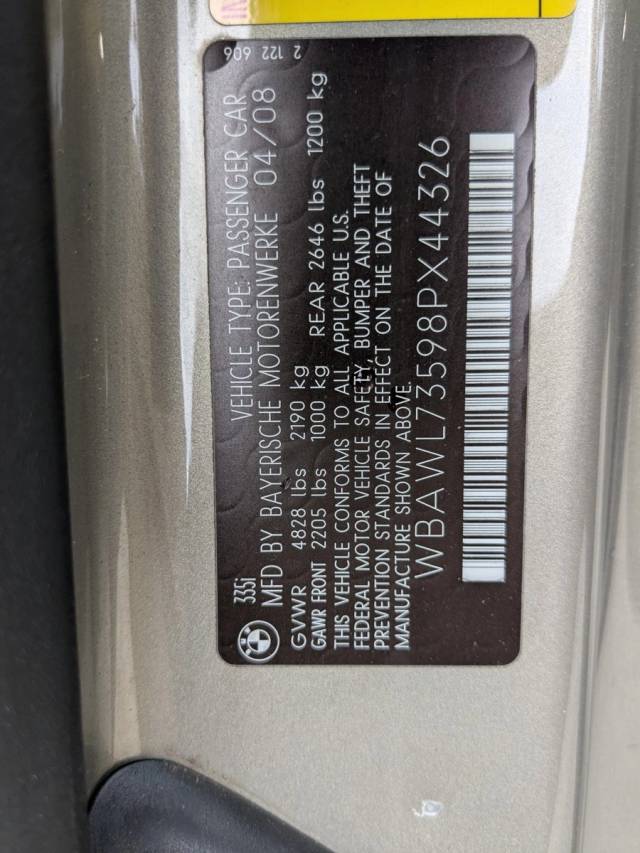 335i VEHICLE TYPE: PASSENGER CAR
MFD BY BAYERISCHE MOTORENWERKE 04/08
GVWR 4828 lbs 2190 kg
GAWR FRONT 2205 lbs 1000 kg REAR 2646 lbs 1200 kg
THIS VEHICLE CONFORMS TO ALL APPLICABLE U.S.
FEDERAL MOTOR VEHICLE SAFETY, BUMPER AND THEFT
PREVENTION STANDARDS IN EFFECT ON THE DATE OF
MANUFACTURE SHOWN ABOVE.
WBAWL73598PX44326
2 122 606